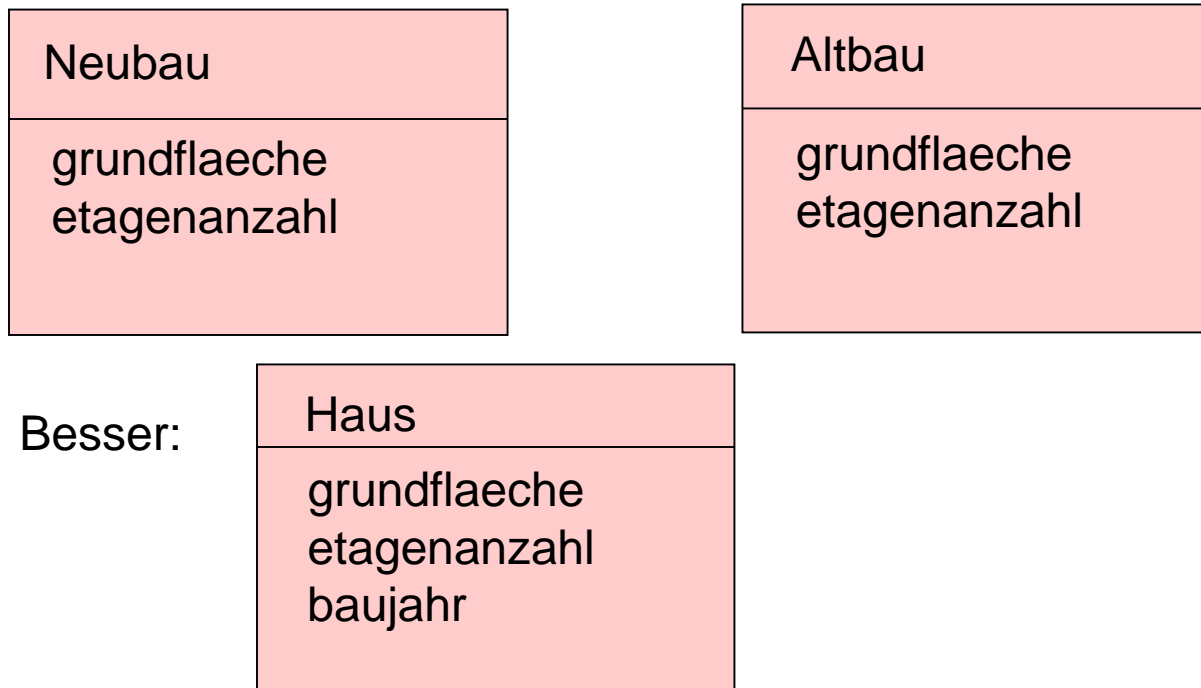 Neubau
grundflaeche
etagenanzahl
Altbau
grundflaeche
etagenanzahl
Besser:
Haus
grundflaeche
etagenanzahl
baujahr